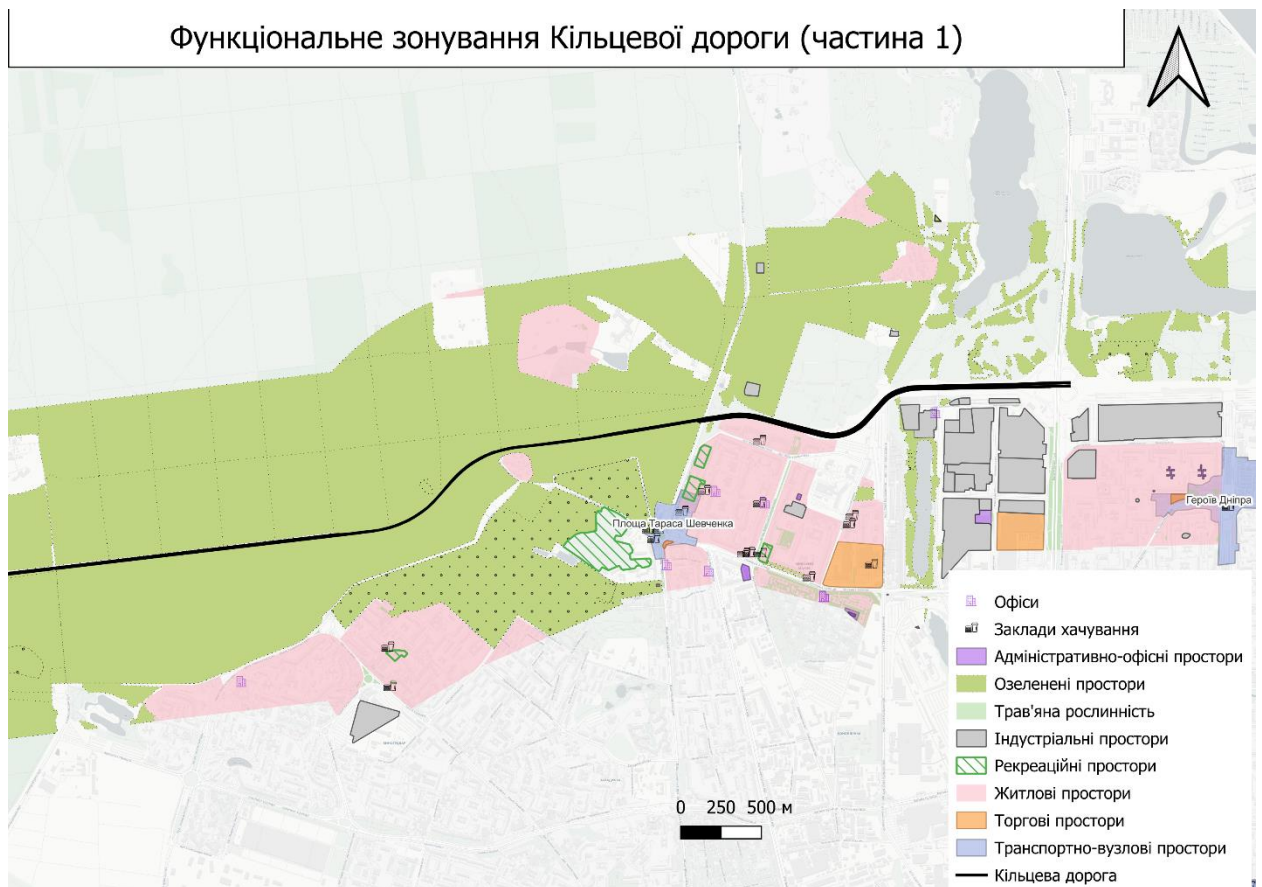 Функціональне зонування Кільцевої дороги (частина 1)
Площа Тараса Шевченка
Героїв Дніпра
Офіси
Заклади хачування
Адміністративно-офісні простори
Озеленені простори
Трав'яна рослинність
Індустріальні простори
Рекреаційні простори
Житлові простори
Торгові простори
Транспортно-вузлові простори
Кільцева дорога
0 250 500 м